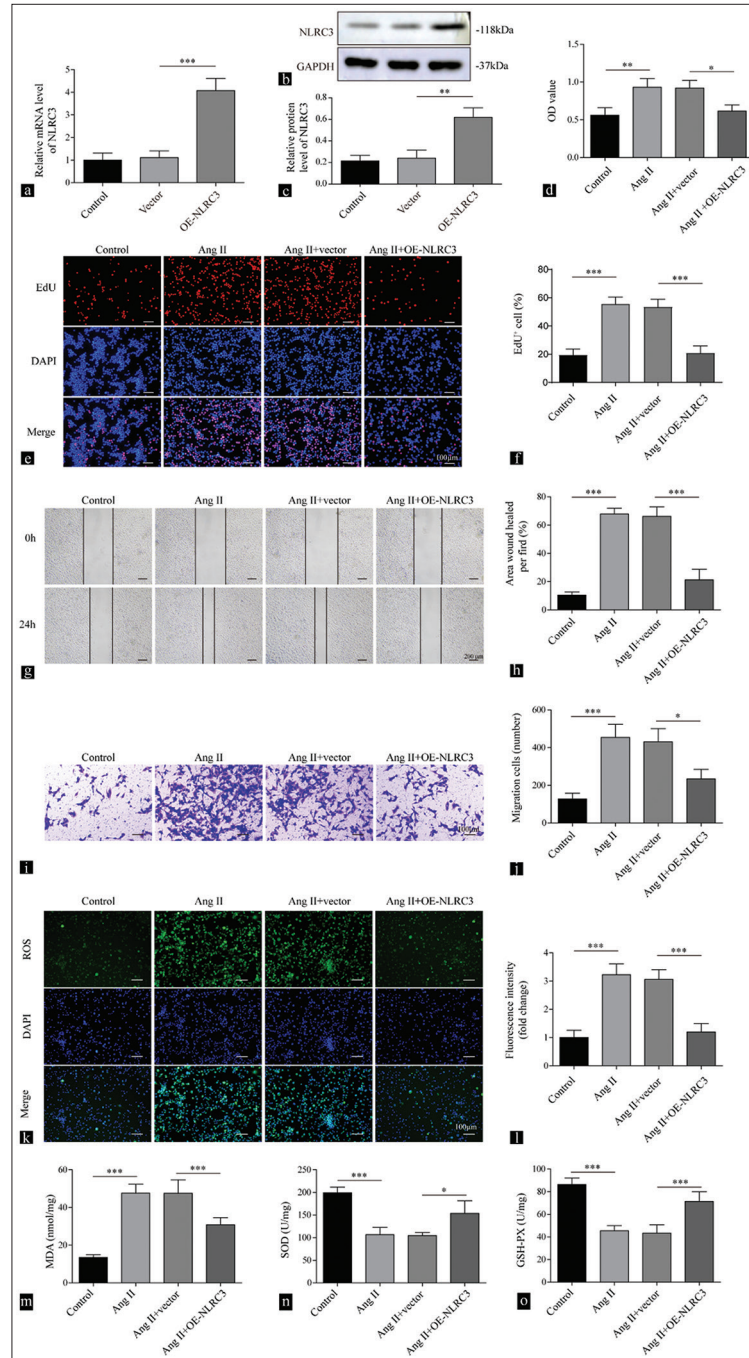 Relative mRNA level
of NLRC3
5
4
3
2
1
0
***
Control
Vector
OE-NLRC3
a
NLRC3
-118kDa
GAPDH
-37kDa
b
Relative protien
level of NLRC3
0.8
0.6
0.4
0.2
0.0
**
Control
Vector
OE-NLRC3
c
OD value
1.5
1.0
0.5
0.0
**
*
Control
Ang II
Ang II+vector
Ang II +OE-NLRC3
d
Control
Ang II
Ang II+vector
Ang II+OE-NLRC3
EdU
DAPI
Merge
100μm
e
EdU⁺ cell (%)
80
60
40
20
0
***
***
Control
Ang II
Ang II+vector
Ang II+OE-NLRC3
f
Control
Ang II
Ang II+vector
Ang II+OE-NLRC3
0h
24h
200 μm
g
Area wound healed
per fird (%)
80
60
40
20
0
***
***
Control
Ang II
Ang II+vector
Ang II+OE-NLRC3
h
Control
Ang II
Ang II+vector
Ang II+OE-NLRC3
100μm
i
Migration cells (number)
600
400
200
0
***
*
Control
Ang II
Ang II+vector
Ang II+OE-NLRC3
j
Control
Ang II
Ang II+vector
Ang II+OE-NLRC3
ROS
DAPI
Merge
100μm
k
Fluorescence intensity
(fold change)
5
4
3
2
1
0
***
***
Control
Ang II
Ang II+vector
Ang II+OE-NLRC3
l
MDA (nmol/mg)
60
40
20
0
***
***
Control
Ang II
Ang II+vector
Ang II+OE-NLRC3
m
SOD (U/mg)
250
200
150
100
50
0
***
*
Control
Ang II
Ang II+vector
Ang II+OE-NLRC3
n
GSH-PX (U/mg)
100
80
60
40
20
0
***
***
Control
Ang II
Ang II+vector
Ang II+OE-NLRC3
o